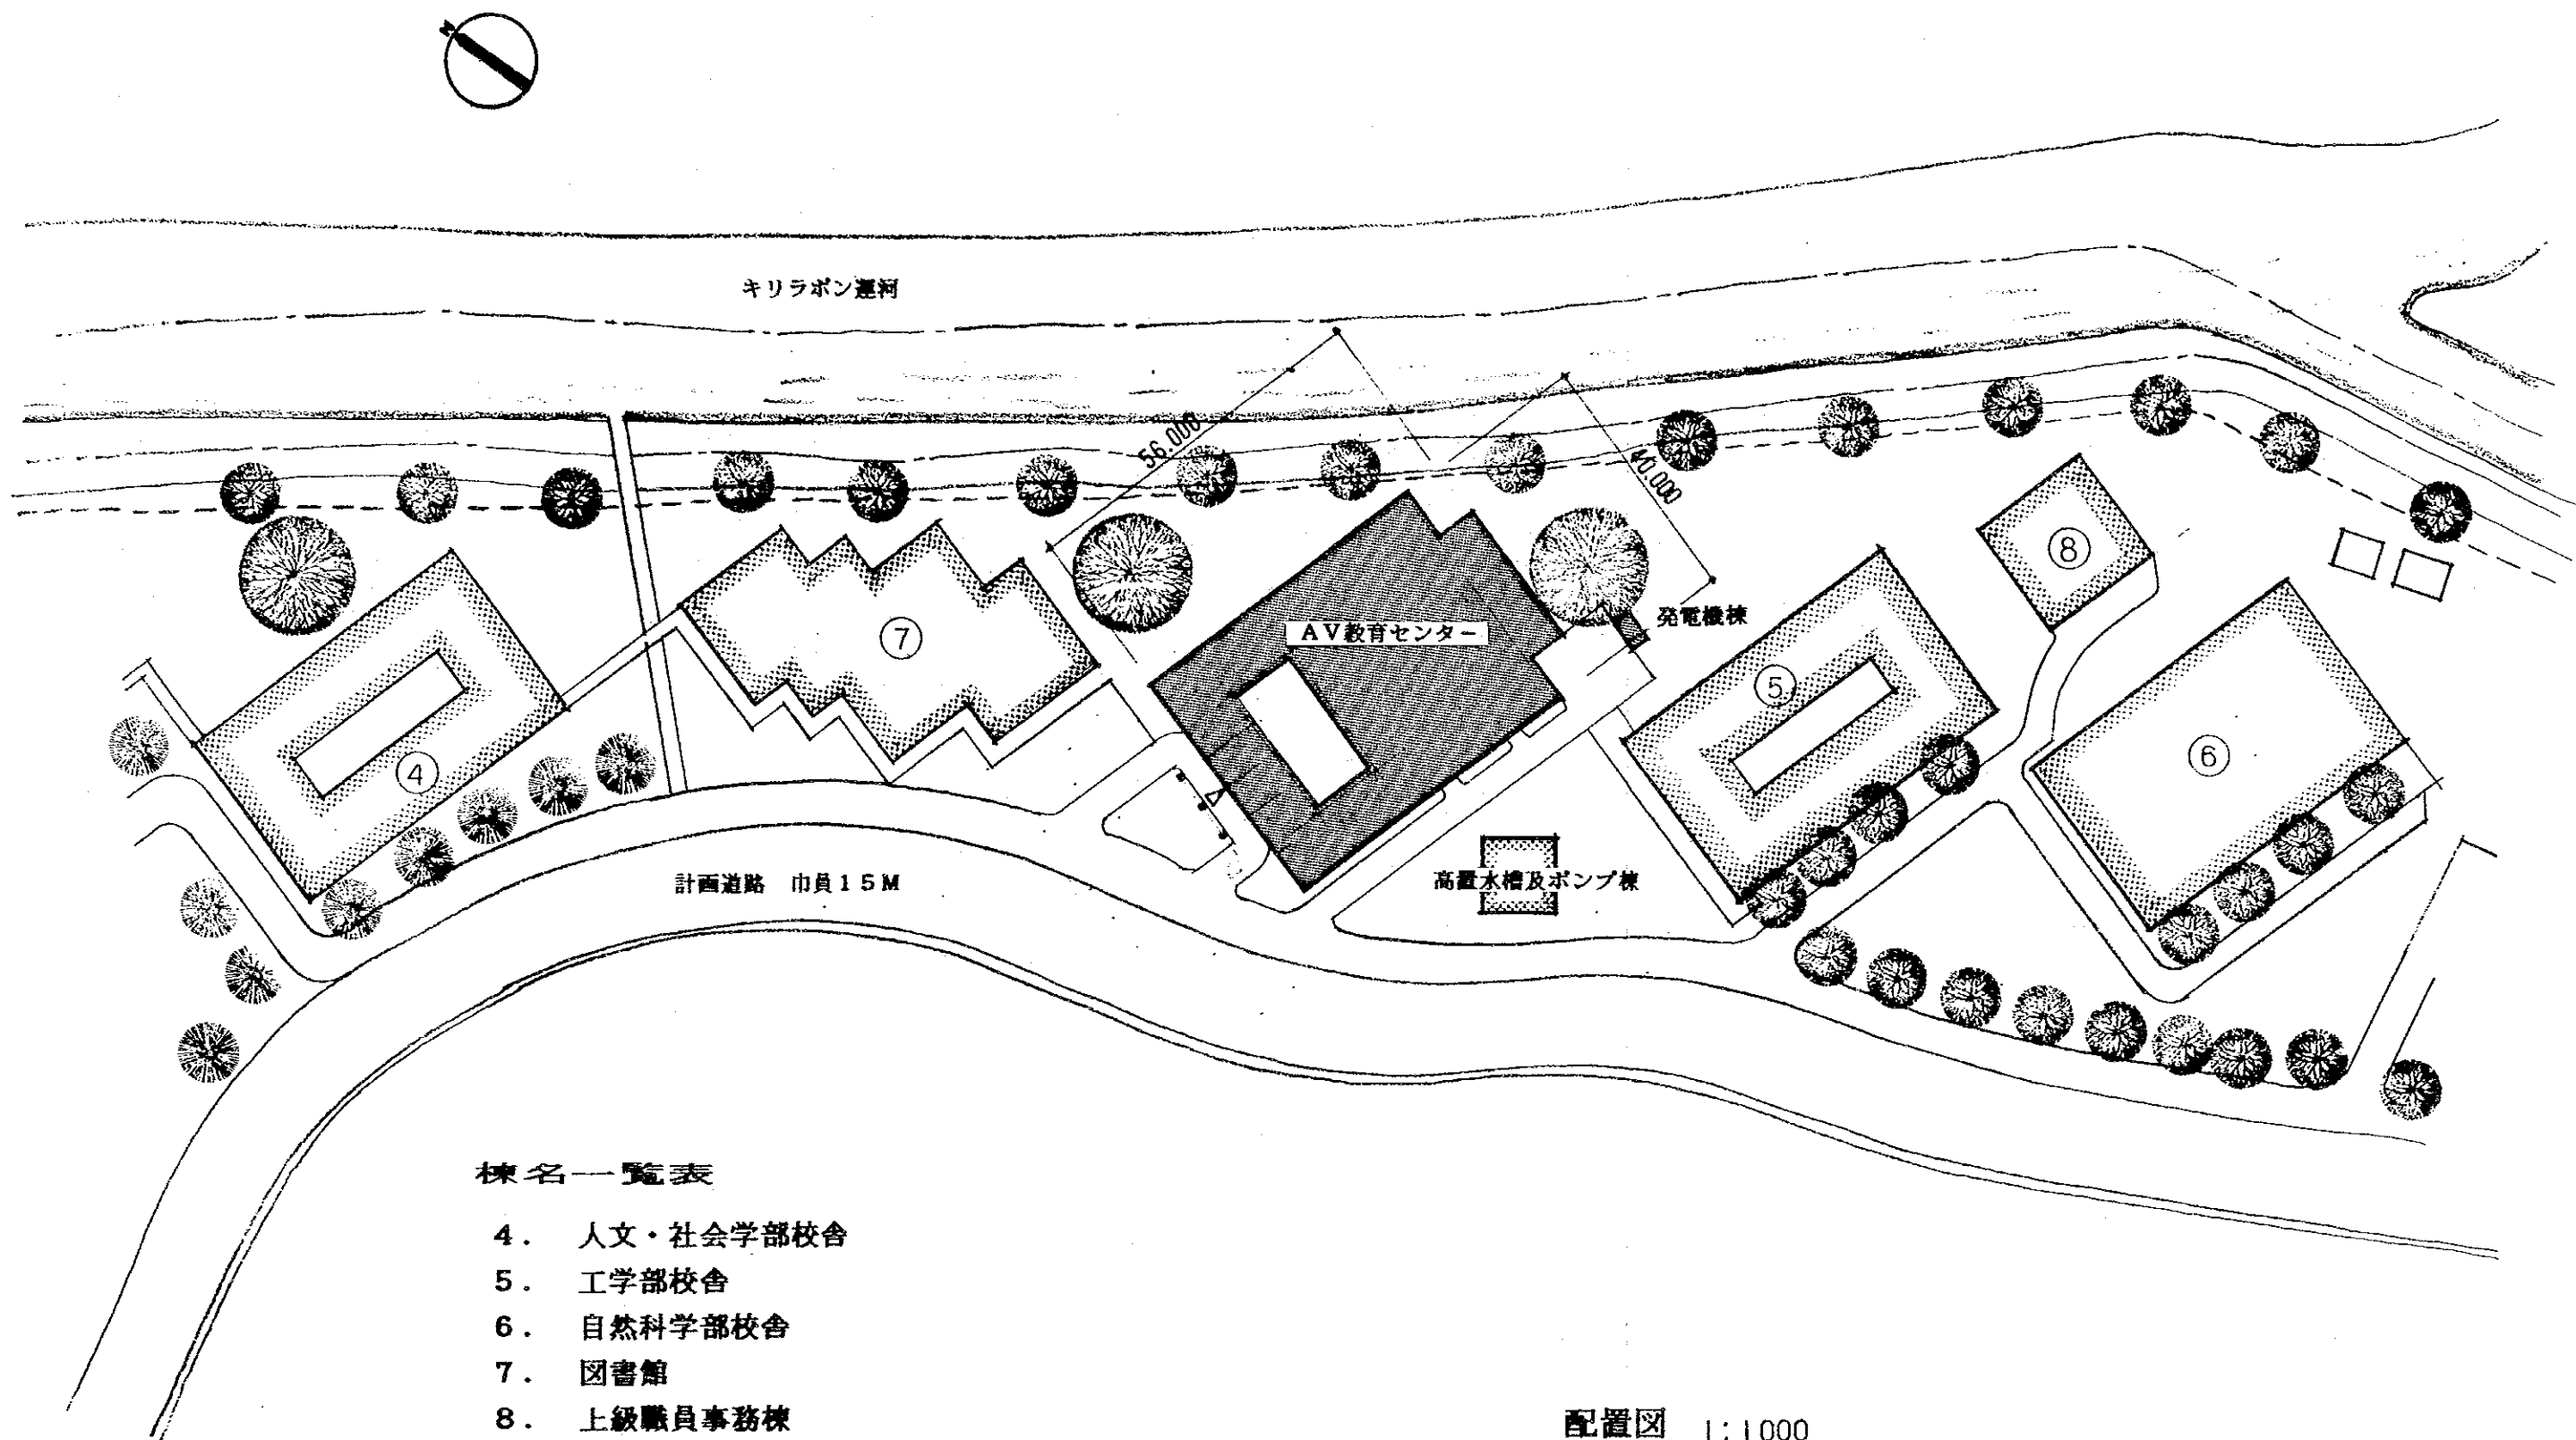 N
キリラポン運河
56.000
40.000
AV教育センター
発電機棟
⑧
⑦
⑤
④
⑥
高置水槽及ポンプ棟
計画道路 巾員15M
棟名一覧表
4. 人文・社会学部校舎
5. 工学部校舎
6. 自然科学部校舎
7. 図書館
8. 上級職員事務棟
配置図 1:1000